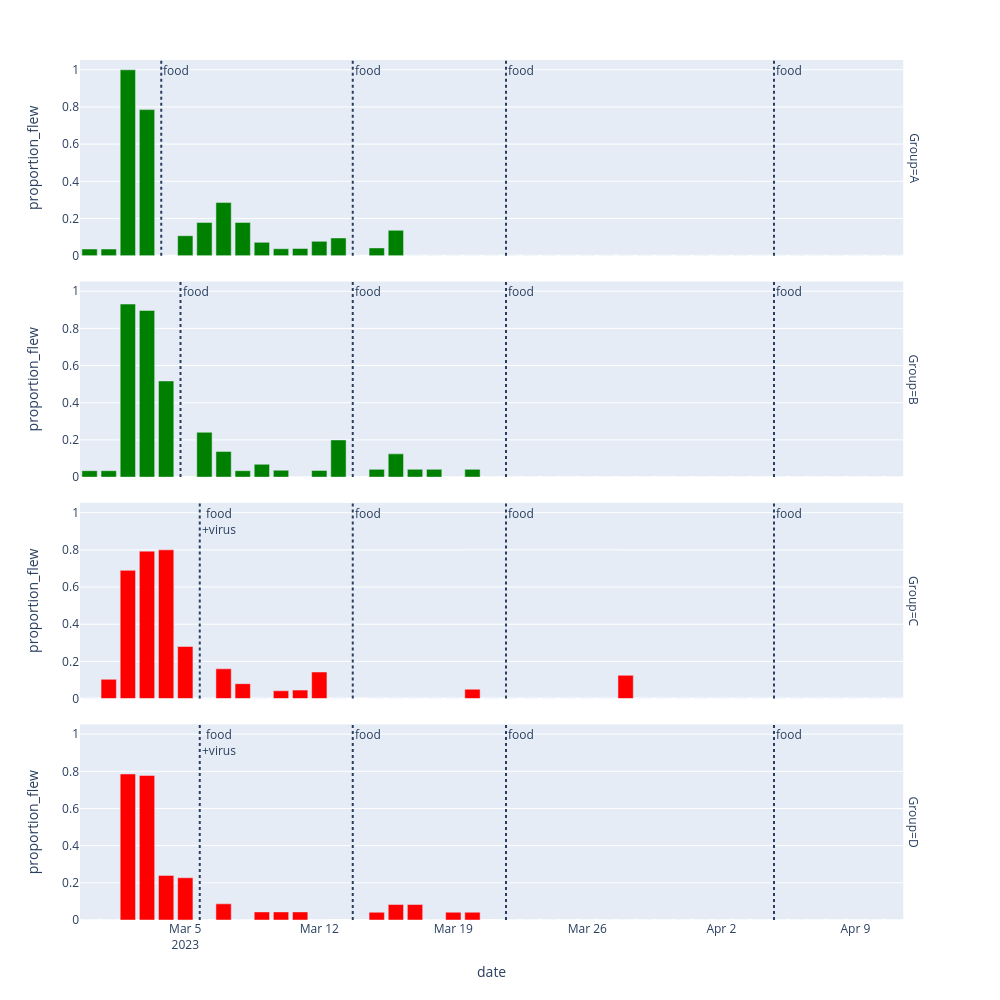 1
0.8
0.6
0.4
0.2
0
proportion_flew
food
food
food
food
Group=A
1
0.8
0.6
0.4
0.2
0
proportion_flew
food
food
food
food
Group=B
1
0.8
0.6
0.4
0.2
0
proportion_flew
food
+virus
food
food
food
Group=C
1
0.8
0.6
0.4
0.2
0
proportion_flew
food
+virus
food
food
food
Group=D
Mar 5
2023
Mar 12
Mar 19
Mar 26
Apr 2
Apr 9
date